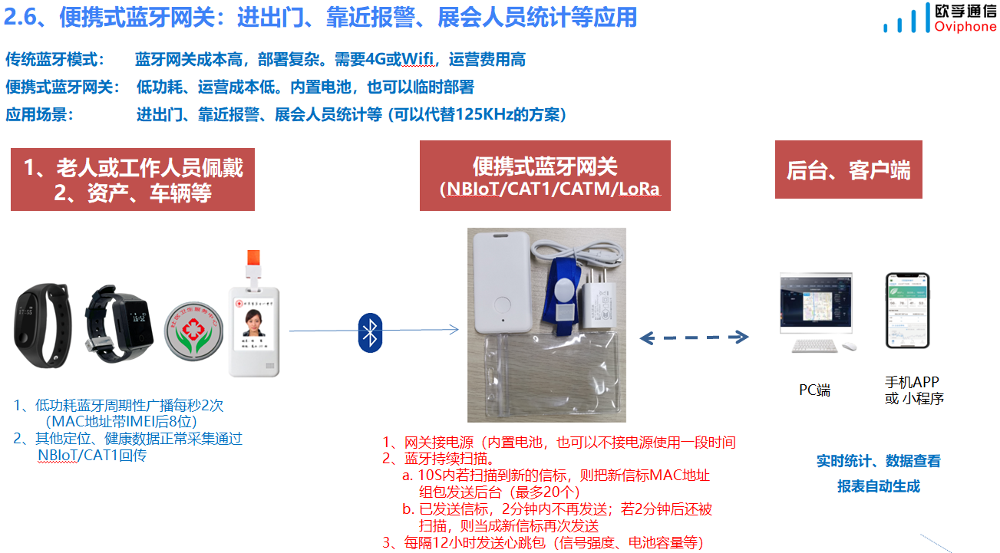 2.6、便携式蓝牙网关：进出门、靠近报警、展会人员统计等应用
欧孚通信
Oviphone
传统蓝牙模式： 蓝牙网关成本高，部署复杂。需要4G或Wifi，运营费用高
便携式蓝牙网关： 低功耗、运营成本低。内置电池，也可以临时部署
应用场景： 进出门、靠近报警、展会人员统计等 (可以代替125KHz的方案)
1、老人或工作人员佩戴
2、资产、车辆等
便携式蓝牙网关
（NBIoT/CAT1/CATM/LoRa
后台、客户端
社区卫生服务中心
PC端
手机APP
或 小程序
1、低功耗蓝牙周期性广播每秒2次
（MAC地址带IMEI后8位）
2、其他定位、健康数据正常采集通过
NBIoT/CAT1回传
1、网关接电源（内置电池，也可以不接电源使用一段时间
2、蓝牙持续扫描。
a. 10S内若扫描到新的信标，则把新信标MAC地址
组包发送后台（最多20个）
b. 已发送信标，2分钟内不再发送；若2分钟后还被
扫描，则当成新信标再次发送
3、每隔12小时发送心跳包（信号强度、电池容量等）
实时统计、数据查看
报表自动生成